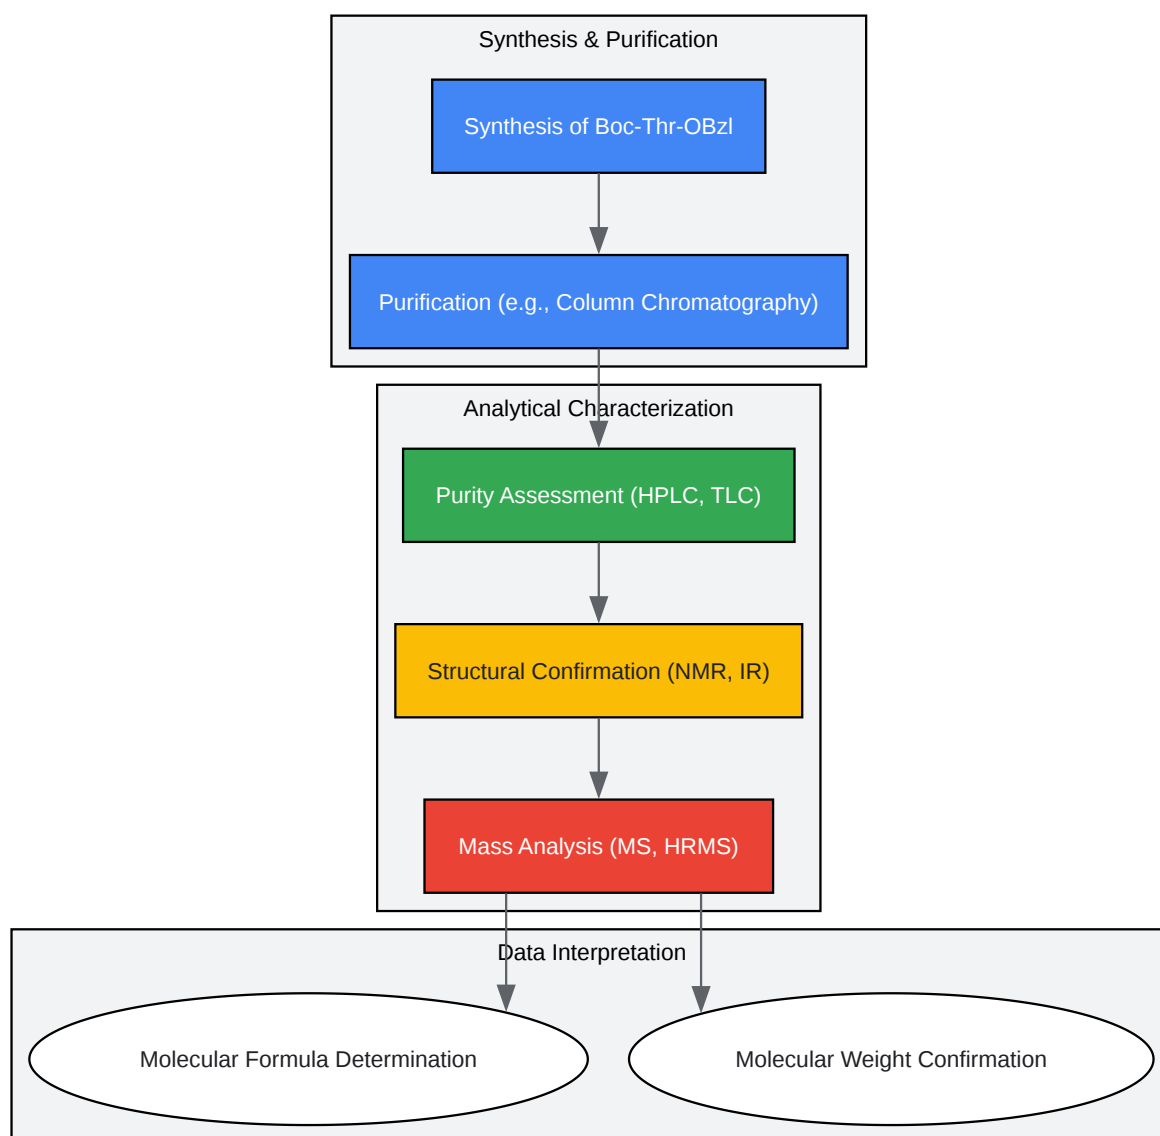 Synthesis & Purification
Synthesis of Boc-Thr-OBzl
Purification (e.g., Column Chromatography)
Analytical Characterization
Purity Assessment (HPLC, TLC)
Structural Confirmation (NMR, IR)
Mass Analysis (MS, HRMS)
Data Interpretation
Molecular Formula Determination
Molecular Weight Confirmation